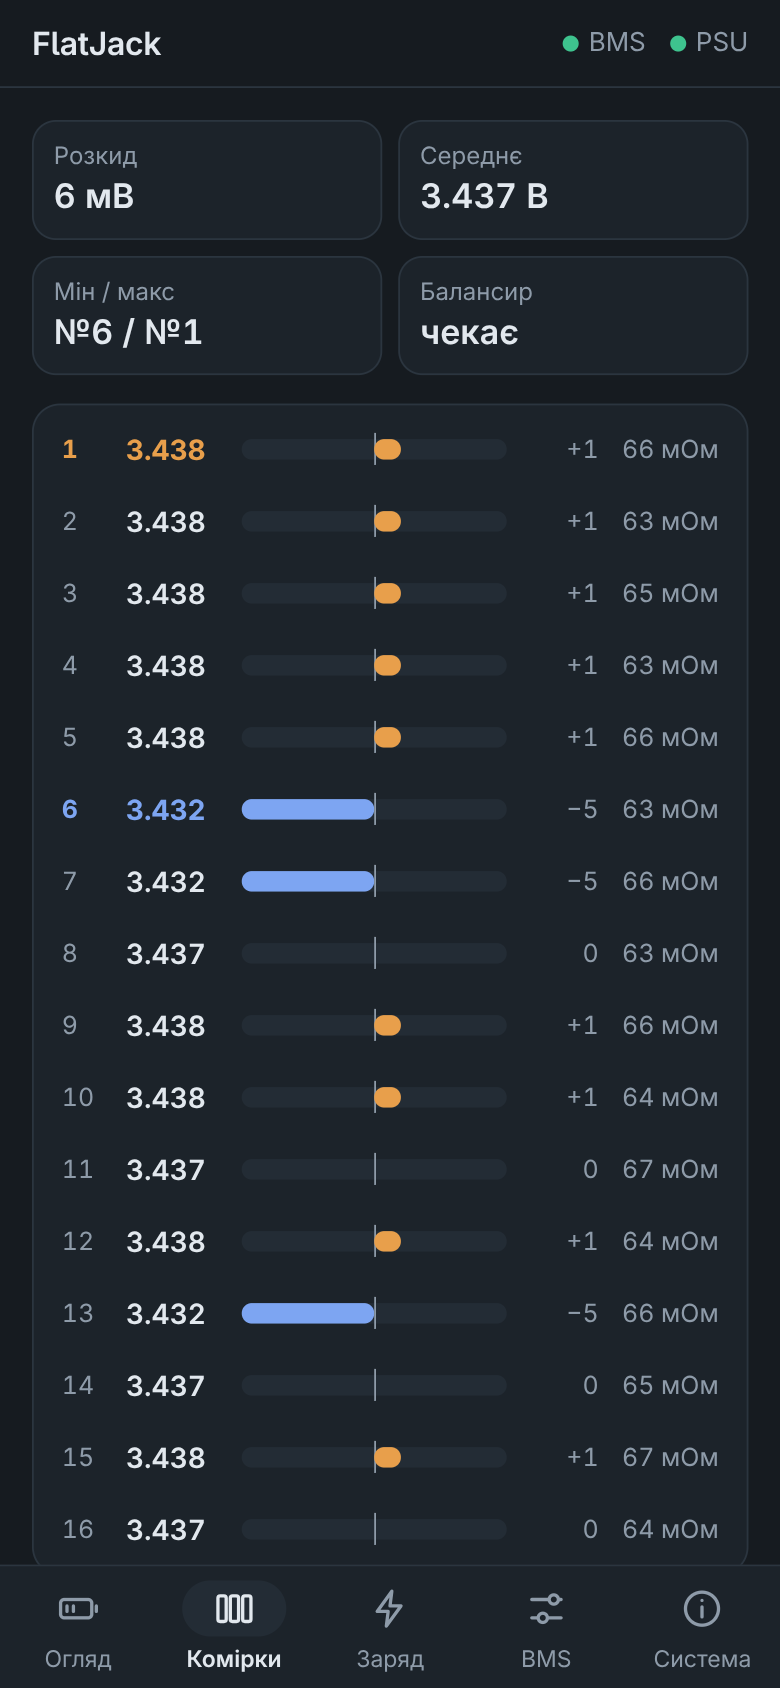 FlatJack BMS PSU
Розкид Середнє
6 мВ 3.437 В
Мін / макс Балансир
№6 / №1 чекає
1 3.438 +1 66 мОм
2 3.438 +1 63 мОм
3 3.438 +1 65 мОм
4 3.438 +1 63 мОм
5 3.438 +1 66 мОм
6 3.432 −5 63 мОм
7 3.432 −5 66 мОм
8 3.437 0 63 мОм
9 3.438 +1 66 мОм
10 3.438 +1 64 мОм
11 3.437 0 67 мОм
12 3.438 +1 64 мОм
13 3.432 −5 66 мОм
14 3.437 0 65 мОм
15 3.438 +1 67 мОм
16 3.437 0 64 мОм
Огляд Комірки Заряд BMS Система